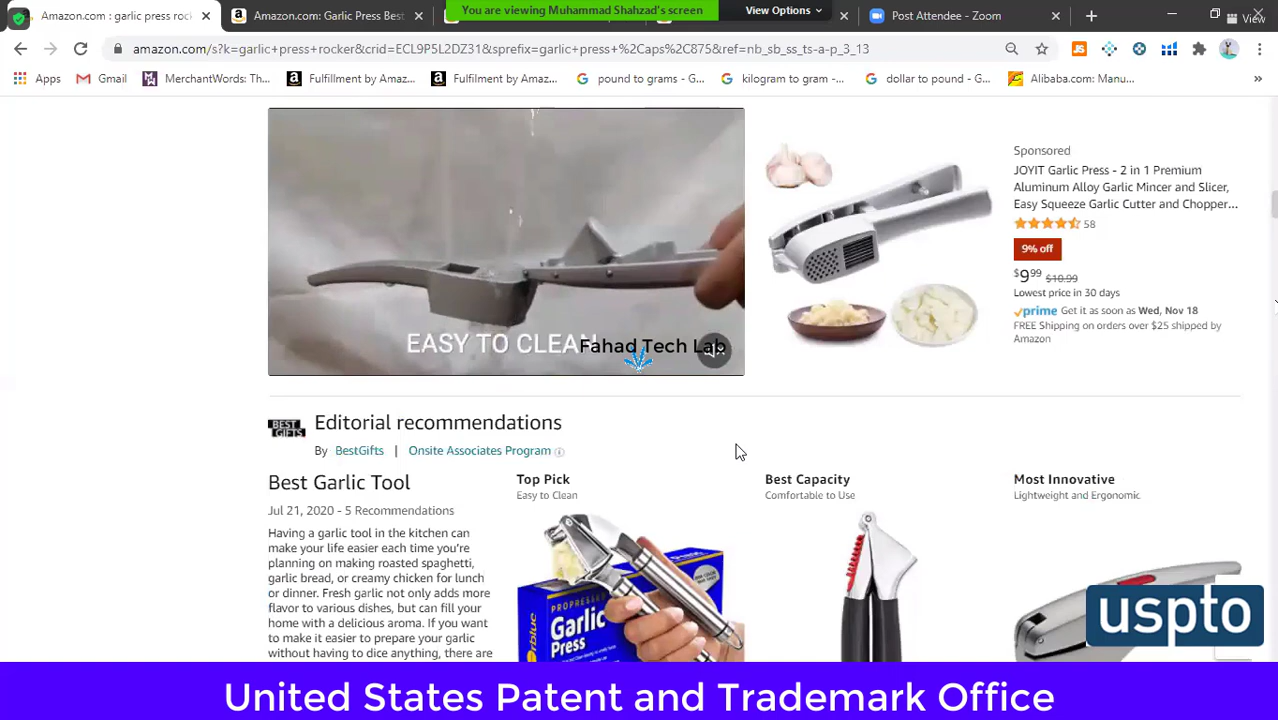 Amazon.com : garlic press rock
Amazon.com: Garlic Press Best
You are viewing Muhammad Shahzad's screen
View Options
Post Attendee - Zoom
View
amazon.com/s?k=garlic+press+rocker&crid=ECL9P5L2DZ31&sprefix=garlic+press+%2Caps%2C875&ref=nb_sb_ss_ts-a-p_3_13
Apps
Gmail
MerchantWords: Th...
Fulfillment by Amaz...
Fulfilment by Amaz...
pound to grams - G...
kilogram to gram -...
dollar to pound - G...
Alibaba.com: Manu...
»
EASY TO CLEAN
Fahad Tech Lab
Sponsored
JOYIT Garlic Press - 2 in 1 Premium
Aluminum Alloy Garlic Mincer and Slicer,
Easy Squeeze Garlic Cutter and Chopper...
58
9% off
$9.99 $10.99
Lowest price in 30 days
prime Get it as soon as Wed, Nov 18
FREE Shipping on orders over $25 shipped by
Amazon
BEST GIFTS
Editorial recommendations
By BestGifts | Onsite Associates Program
Best Garlic Tool
Jul 21, 2020 - 5 Recommendations
Having a garlic tool in the kitchen can
make your life easier each time you're
planning on making roasted spaghetti,
garlic bread, or creamy chicken for lunch
or dinner. Fresh garlic not only adds more
flavor to various dishes, but can fill your
home with a delicious aroma. If you want
to make it easier to prepare your garlic
without having to dice anything, there are
Top Pick
Easy to Clean
Garlic
Press
Best Capacity
Comfortable to Use
Most Innovative
Lightweight and Ergonomic
uspto
United States Patent and Trademark Office